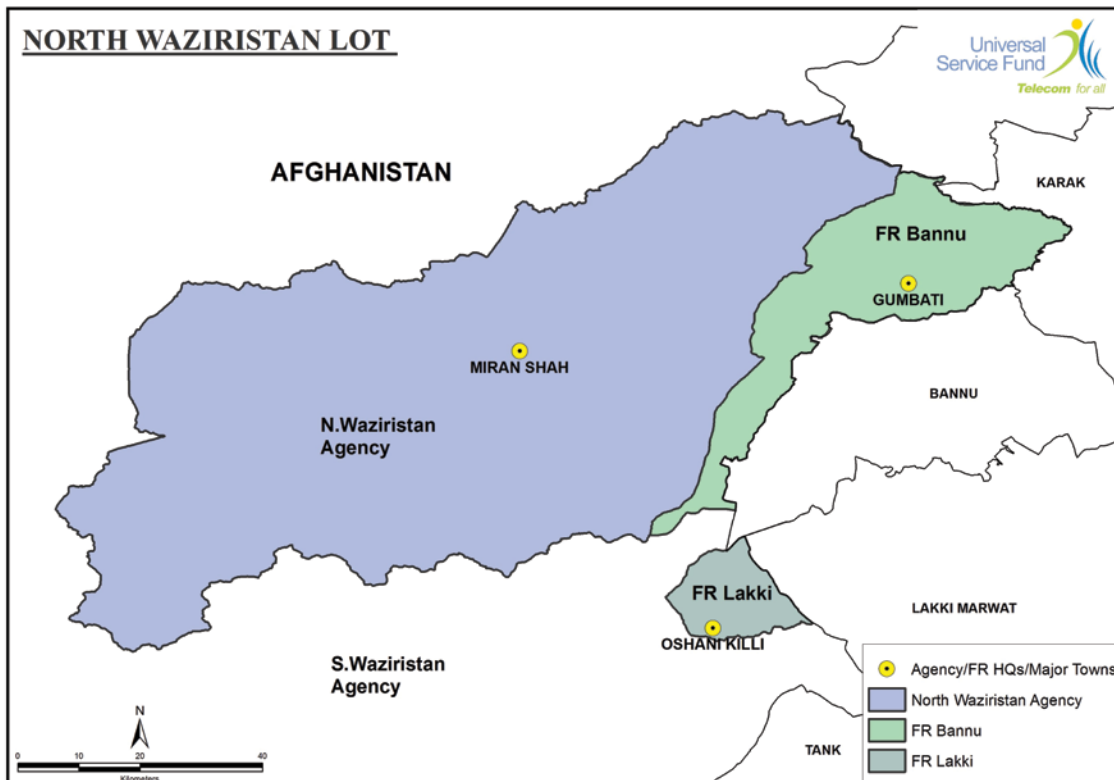 NORTH WAZIRISTAN LOT
Universal
Service Fund
Telecom for all
AFGHANISTAN
KARAK
FR Bannu
GUMBATI
MIRAN SHAH
BANNU
N.Waziristan
Agency
FR Lakki
LAKKI MARWAT
OSHANI KILLI
S.Waziristan
Agency
Agency/FR HQs/Major Towns
North Waziristan Agency
FR Bannu
FR Lakki
TANK
N
0 10 20 40
Kilometers